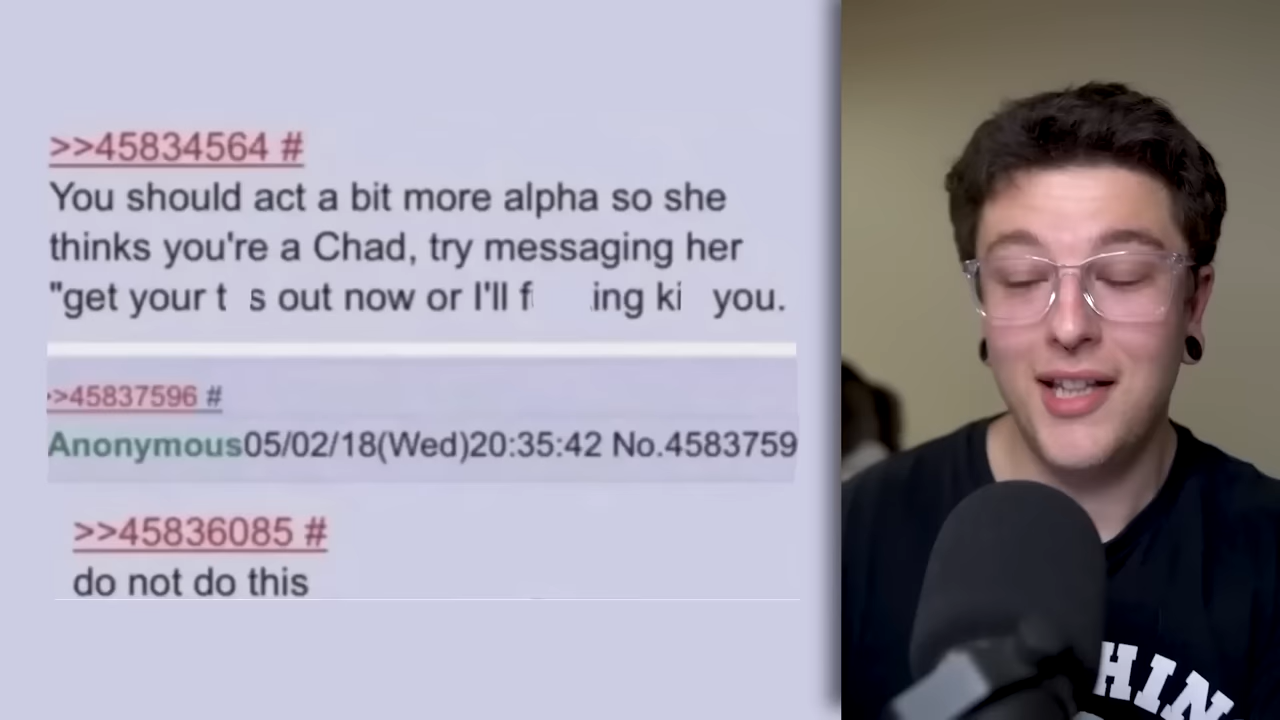 >>45834564 #
You should act a bit more alpha so she
thinks you're a Chad, try messaging her
"get your t s out now or I'll f ing ki you.
>>45837596 #
Anonymous05/02/18(Wed)20:35:42 No.4583759
>>45836085 #
do not do this
HIN